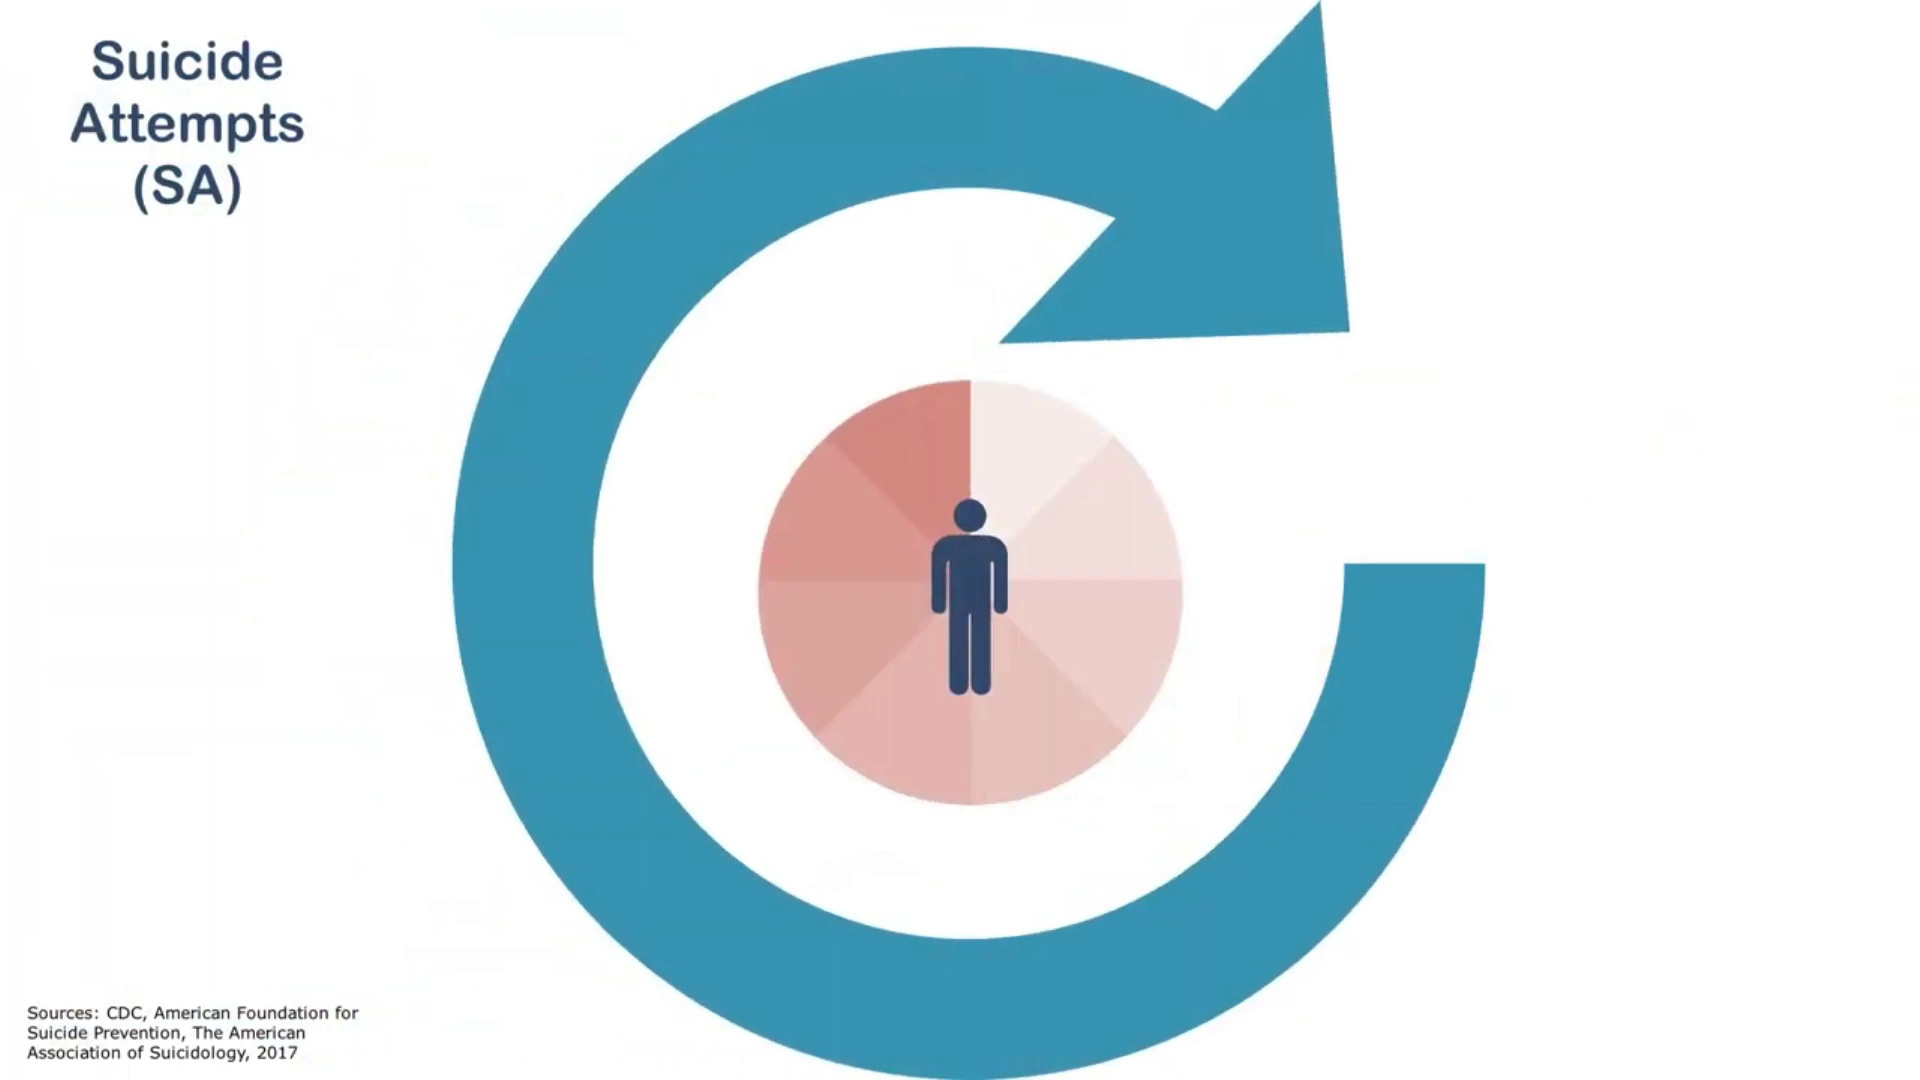 Suicide
Attempts
(SA)
Sources: CDC, American Foundation for
Suicide Prevention, The American
Association of Suicidology, 2017